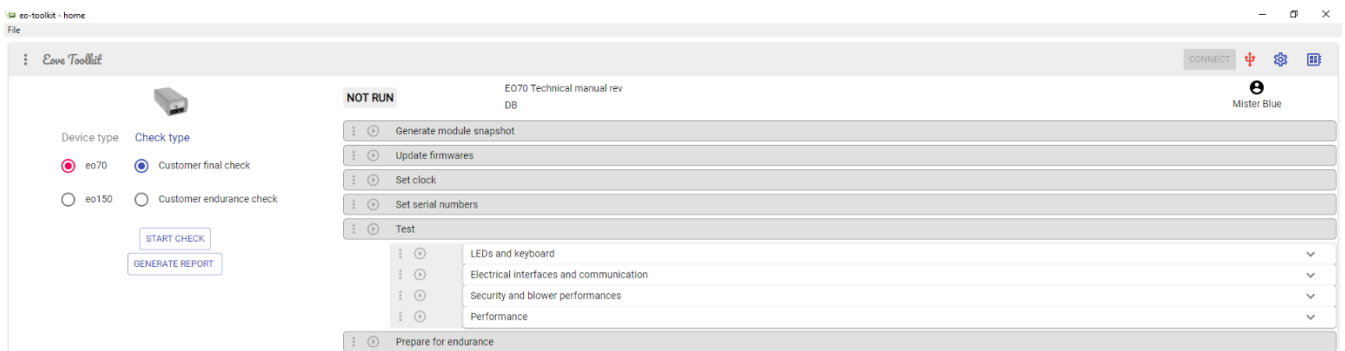 eo-toolkit - home
File
Eove Toolkit
CONNECT
NOT RUN
EO70 Technical manual rev
DB
Mister Blue
Device type Check type
eo70 Customer final check
eo150 Customer endurance check
START CHECK
GENERATE REPORT
Generate module snapshot
Update firmwares
Set clock
Set serial numbers
Test
LEDs and keyboard
Electrical interfaces and communication
Security and blower performances
Performance
Prepare for endurance